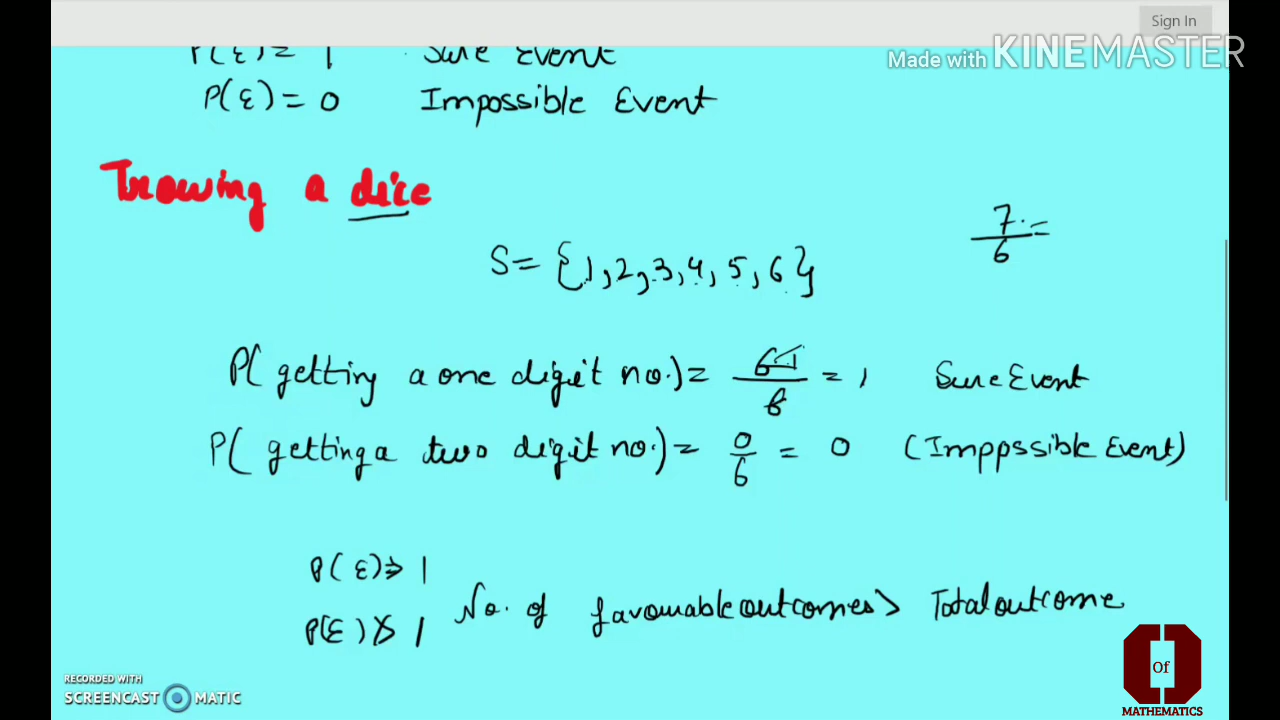 Sign In
Made with KINEMASTER
P(ε) = 1 Sure Event
P(ε) = 0 Impossible Event
Trowing a dice
7/6 =
S = {1,2,3,4,5,6}
P( getting a one digit no.) = 6/6 = 1 Sure Event
P( getting a two digit no.) = 0/6 = 0 (Imppssible Event)
P(ε) > 1
No. of favourable outcomes > Total outcome
P(ε) ≯ 1
RECORDED WITH
SCREENCAST MATIC
Of
MATHEMATICS